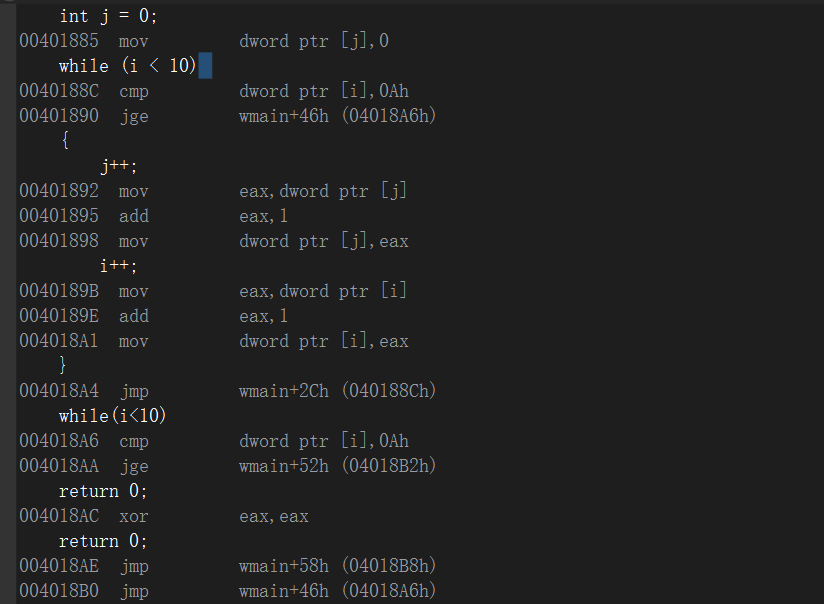 int j = 0;
00401885 mov dword ptr [j],0
while (i < 10)
0040188C cmp dword ptr [i],0Ah
00401890 jge wmain+46h (04018A6h)
{
j++;
00401892 mov eax,dword ptr [j]
00401895 add eax,1
00401898 mov dword ptr [j],eax
i++;
0040189B mov eax,dword ptr [i]
0040189E add eax,1
004018A1 mov dword ptr [i],eax
}
004018A4 jmp wmain+2Ch (040188Ch)
while(i<10)
004018A6 cmp dword ptr [i],0Ah
004018AA jge wmain+52h (04018B2h)
return 0;
004018AC xor eax,eax
return 0;
004018AE jmp wmain+58h (04018B8h)
004018B0 jmp wmain+46h (04018A6h)